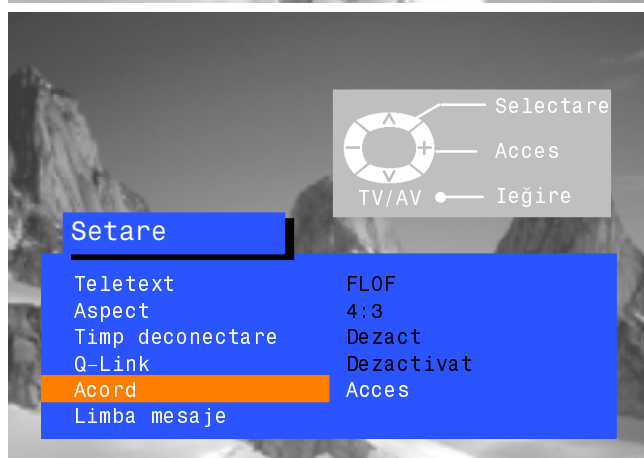 Selectare
Acces
TV/AV Ieğire
Setare
Teletext FLOF
Aspect 4:3
Timp deconectare Dezact
Q-Link Dezactivat
Acord Acces
Limba mesaje